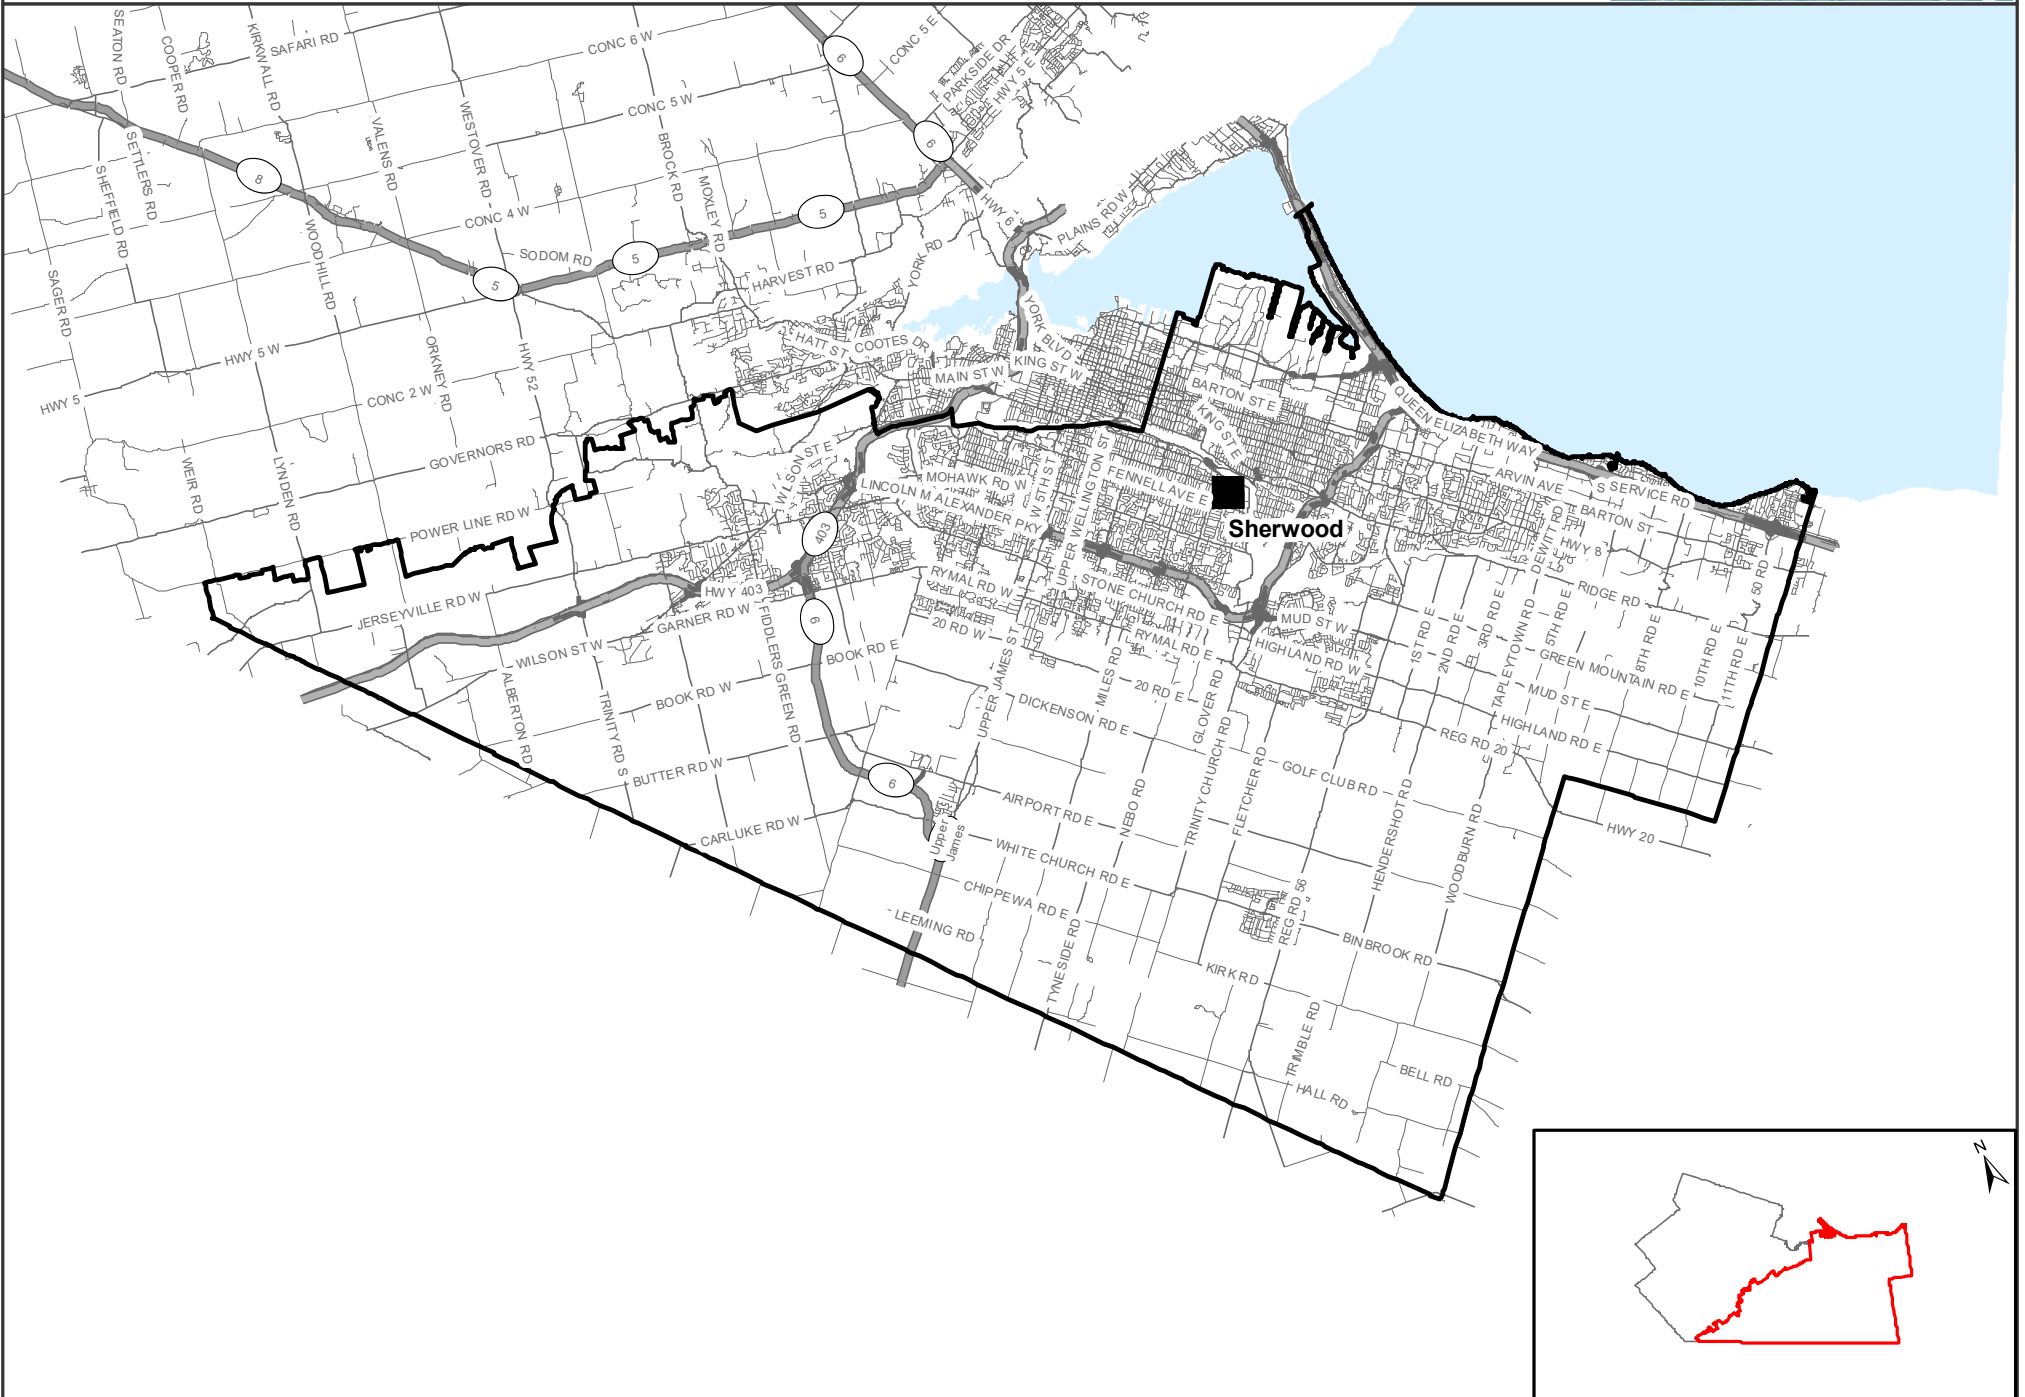 SEATON RD
COOPER RD
KIRKWALL RD
SAFARI RD
CONC 6 W
6
CONC 5 E
PARKSIDE DR
HWY 5 E
SETTLERS RD
SHEFFIELD RD
8
VALENS RD
WESTOVER RD
CONC 5 W
BROCK RD
MOXLEY RD
6
HWY 6
PLAINS RD W
CONC 4 W
SODOM RD
5
5
5
HARVEST RD
YORK RD
SAGER RD
WOODHILL RD
HWY 5 W
ORKNEY RD
HWY 52
HATT ST
COOTES DR
YORK BLVD
KING ST W
MAIN ST W
HWY 5
CONC 2 W
BARTON ST E
KING ST E
QUEEN ELIZABETH WAY
GOVERNORS RD
WEIR RD
LYNDEN RD
POWER LINE RD W
WILSON ST E
MOHAWK RD W
LINCOLN M ALEXANDER PKY
W 5TH ST
UPPER WELLINGTON ST
FENNELL AVE E
Sherwood
ARVIN AVE
S SERVICE RD
BARTON ST
HWY 8
DEWITT RD
50 RD
403
HWY 403
GARNER RD W
JERSEYVILLE RD W
WILSON ST W
6
FIDDLERS GREEN RD
BOOK RD E
BOOK RD W
RYMAL RD W
20 RD W
STONE CHURCH RD E
RYMAL RD E
MUD ST W
HIGHLAND RD W
1ST RD E
2ND RD E
3RD RD E
TAPLEYTOWN RD
5TH RD E
RIDGE RD
8TH RD E
GREEN MOUNTAIN RD E
10TH RD E
11TH RD E
MUD ST E
HIGHLAND RD E
REG RD 20
ALBERTON RD
TRINITY RD S
BUTTER RD W
CARLUKE RD W
6
UPPER JAMES ST
MILES RD
20 RD E
DICKENSON RD E
GLOVER RD
TRINITY CHURCH RD
FLETCHER RD
GOLF CLUB RD
HENDERSHOT RD
WOODBURN RD
HWY 20
Upper
James
AIRPORT RD E
NEBO RD
WHITE CHURCH RD E
CHIPPEWA RD E
LEEMING RD
TYNESIDE RD
REG RD 56
BINBROOK RD
KIRK RD
TRIMBLE RD
BELL RD
HALL RD
N